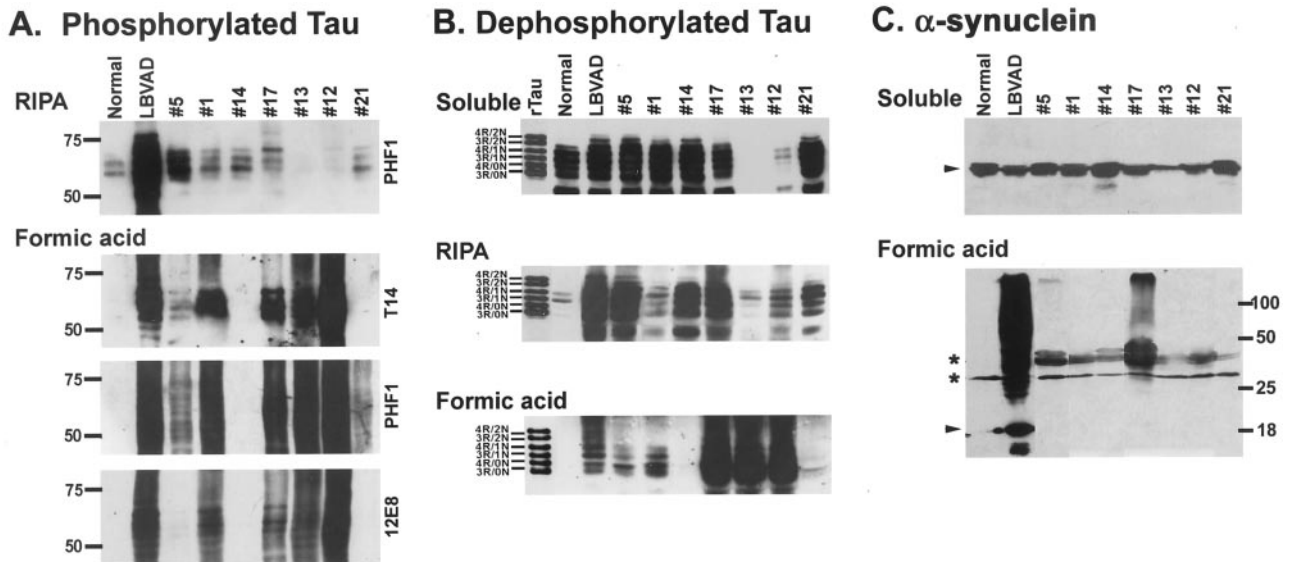 A. Phosphorylated Tau
RIPA
Normal
LBVAD
#5
#1
#14
#17
#13
#12
#21
75
50
PHF1
Formic acid
75
50
T14
75
50
PHF1
75
50
12E8
B. Dephosphorylated Tau
Soluble
rTau
Normal
LBVAD
#5
#1
#14
#17
#13
#12
#21
4R/2N
3R/2N
4R/1N
3R/1N
4R/0N
3R/0N
RIPA
4R/2N
3R/2N
4R/1N
3R/1N
4R/0N
3R/0N
Formic acid
4R/2N
3R/2N
4R/1N
3R/1N
4R/0N
3R/0N
C. α-synuclein
Soluble
Normal
LBVAD
#5
#1
#14
#17
#13
#12
#21
Formic acid
100
50
*
*
25
18